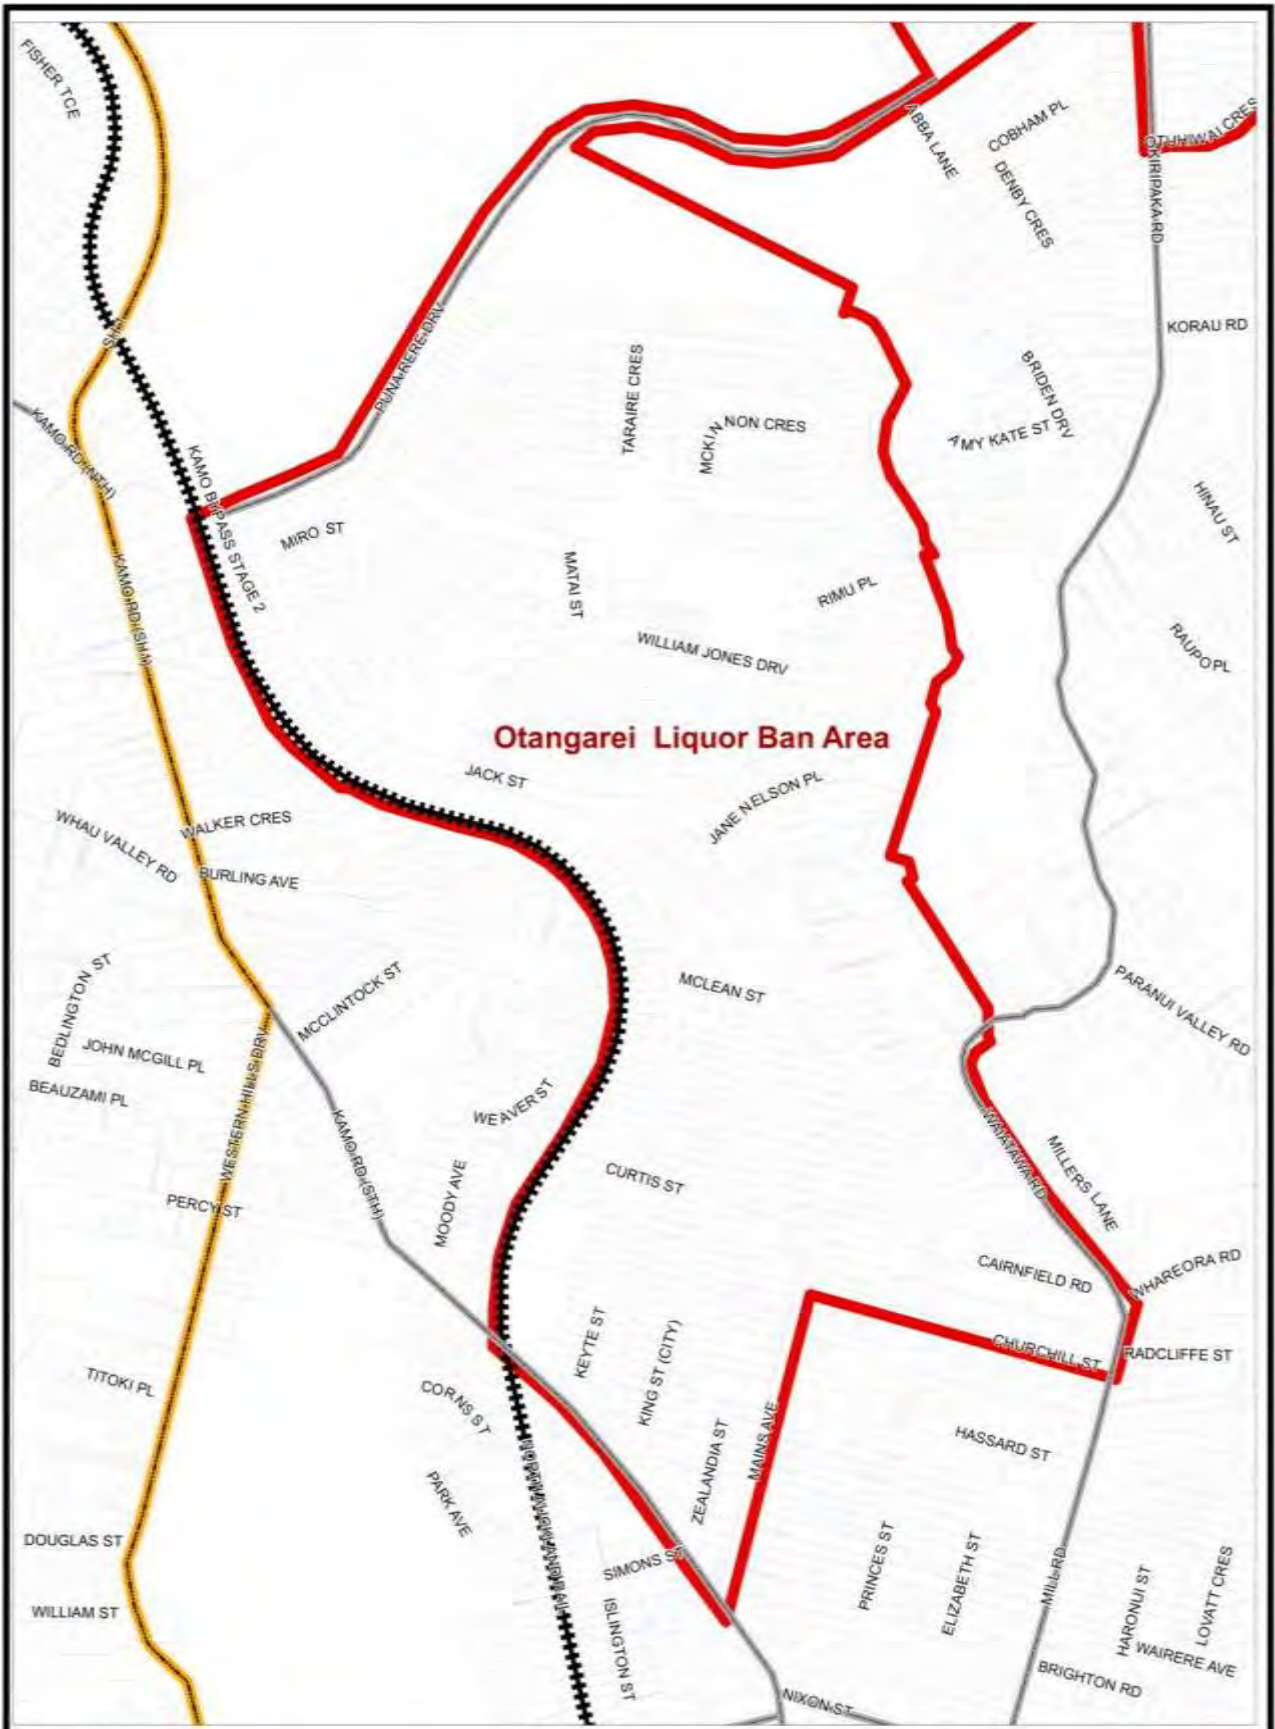 FISHER TCE
ABBA LANE
COBHAM PL
DENBY CRES
OTUHIWAI CRES
KIRIPAKA RD
SH 1
PUNA RERE DRV
KORAU RD
KAMO RD (NTH)
TARAIRE CRES
MCKINNON CRES
BRIDEN DRV
AMY KATE ST
KAMO BYPASS STAGE 2
MIRO ST
HINAU ST
KAMO RD (SH1)
MATAI ST
RIMU PL
WILLIAM JONES DRV
RAUPO PL
Otangarei Liquor Ban Area
JACK ST
JANE NELSON PL
WHAU VALLEY RD
WALKER CRES
BURLING AVE
BEDLINGTON ST
MCCLINTOCK ST
MCLEAN ST
PARANUI VALLEY RD
JOHN MCGILL PL
BEAUZAMI PL
WESTERN HILLS DRV
WEAVER ST
KAMO RD (STH)
WAIATAWA RD
MILLERS LANE
PERCY ST
MOODY AVE
CURTIS ST
CAIRNFIELD RD
WHAREORA RD
TITOKI PL
CORNS ST
KEYTE ST
KING ST (CITY)
CHURCHILL ST
RADCLIFFE ST
PARK AVE
ZEALANDIA ST
MAINS AVE
HASSARD ST
DOUGLAS ST
SIMONS ST
PRINCES ST
ELIZABETH ST
MILL RD
HARONUI ST
LOVATT CRES
WILLIAM ST
ISLINGTON ST
WAIRERE AVE
BRIGHTON RD
NIXON ST